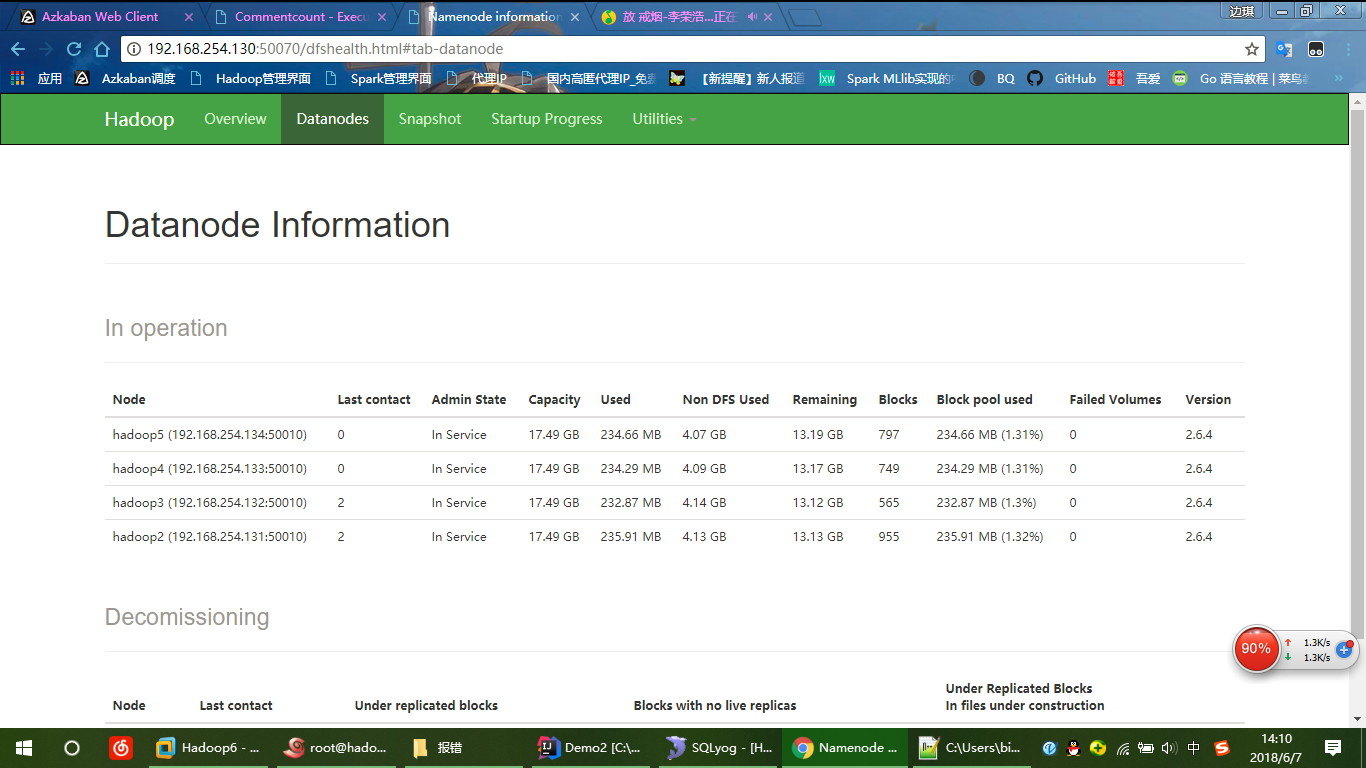 Azkaban Web Client
Commentcount - Execu
Namenode information
放 戒烟-李荣浩...正在
边琪
192.168.254.130:50070/dfshealth.html#tab-datanode
应用 Azkaban调度 Hadoop管理界面 Spark管理界面 代理IP 国内高匿代理IP_免费 【新提醒】新人报道 Spark MLlib实现的中 BQ GitHub 吾爱 Go 语言教程 | 菜鸟
Hadoop Overview Datanodes Snapshot Startup Progress Utilities
Datanode Information
In operation
Node Last contact Admin State Capacity Used Non DFS Used Remaining Blocks Block pool used Failed Volumes Version
hadoop5 (192.168.254.134:50010) 0 In Service 17.49 GB 234.66 MB 4.07 GB 13.19 GB 797 234.66 MB (1.31%) 0 2.6.4
hadoop4 (192.168.254.133:50010) 0 In Service 17.49 GB 234.29 MB 4.09 GB 13.17 GB 749 234.29 MB (1.31%) 0 2.6.4
hadoop3 (192.168.254.132:50010) 2 In Service 17.49 GB 232.87 MB 4.14 GB 13.12 GB 565 232.87 MB (1.3%) 0 2.6.4
hadoop2 (192.168.254.131:50010) 2 In Service 17.49 GB 235.91 MB 4.13 GB 13.13 GB 955 235.91 MB (1.32%) 0 2.6.4
Decomissioning
90% 1.3K/s
1.3K/s
Node Last contact Under replicated blocks Blocks with no live replicas Under Replicated Blocks
In files under construction
Hadoop6 - ... root@hado... 报错 Demo2 [C:\... SQLyog - [H... Namenode ... C:\Users\bi... 中 14:10
2018/6/7